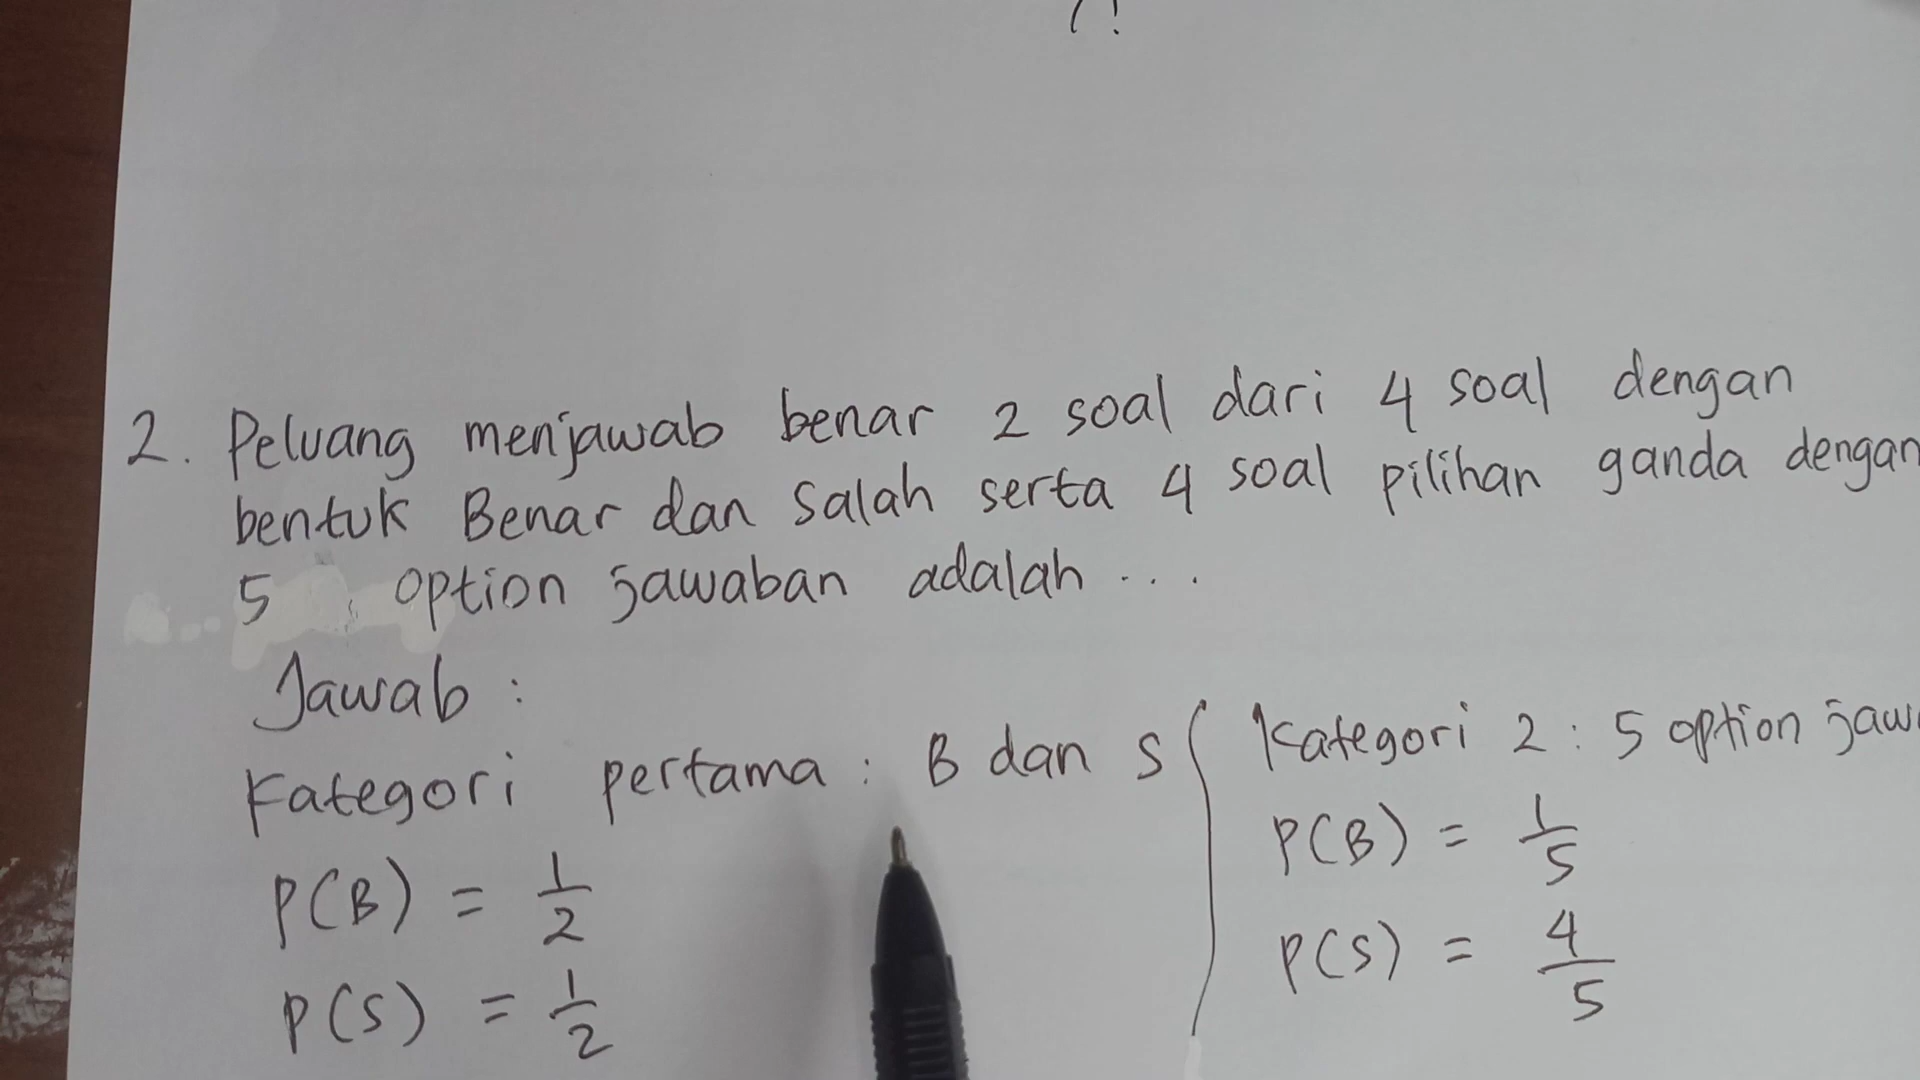 2. Peluang menjawab benar 2 soal dari 4 soal dengan
bentuk Benar dan Salah serta 4 soal pilihan ganda dengan
5 option jawaban adalah ...
Jawab :
Kategori pertama : B dan S
P(B) = 1/2
P(S) = 1/2
Kategori 2 : 5 option jaw
P(B) = 1/5
P(S) = 4/5